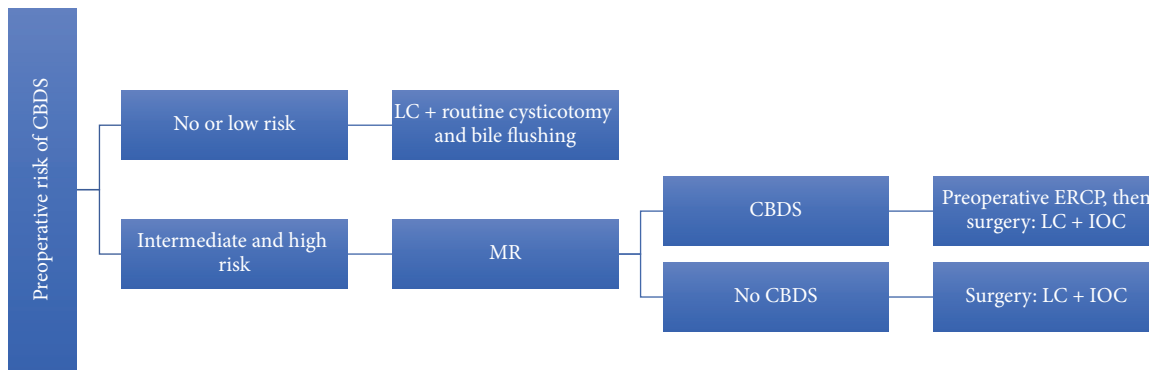 Preoperative risk of CBDS
No or low risk
LC + routine cysticotomy
and bile flushing
Intermediate and high
risk
MR
CBDS
Preoperative ERCP, then
surgery: LC + IOC
No CBDS
Surgery: LC + IOC